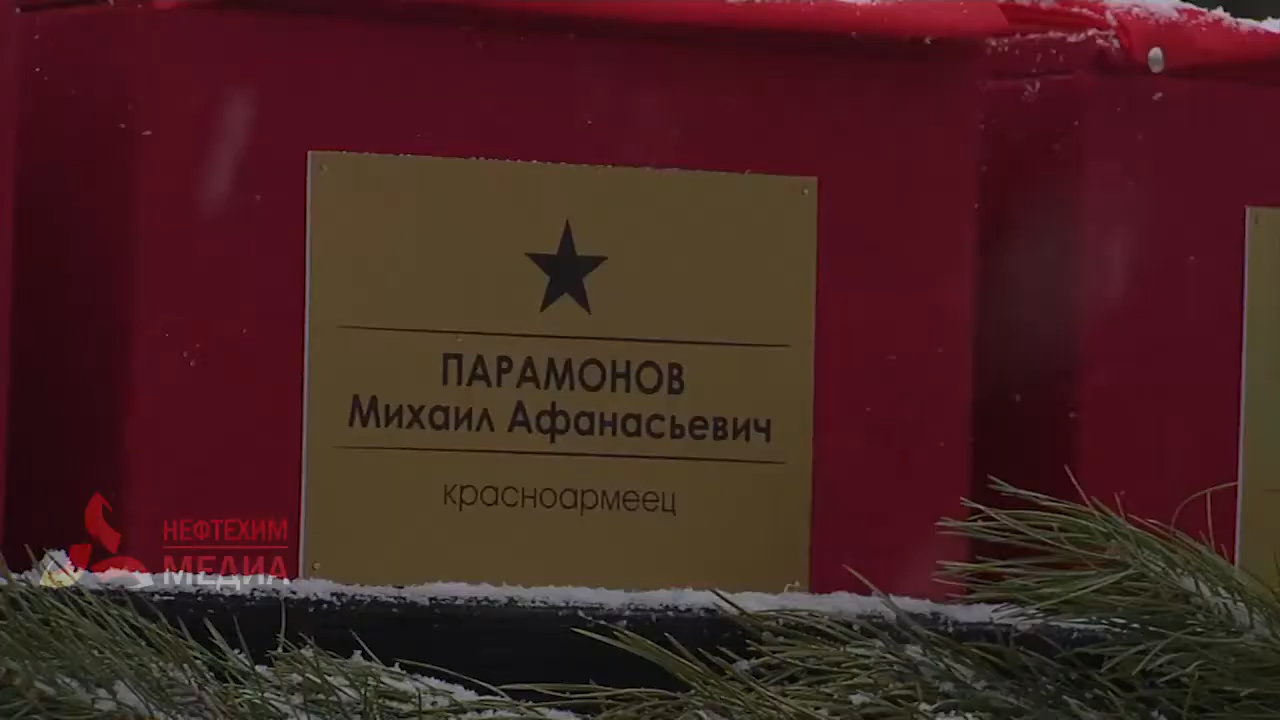 ПАРАМОНОВ
Михаил Афанасьевич
красноармеец
НЕФТЕХИМ
МЕДИА